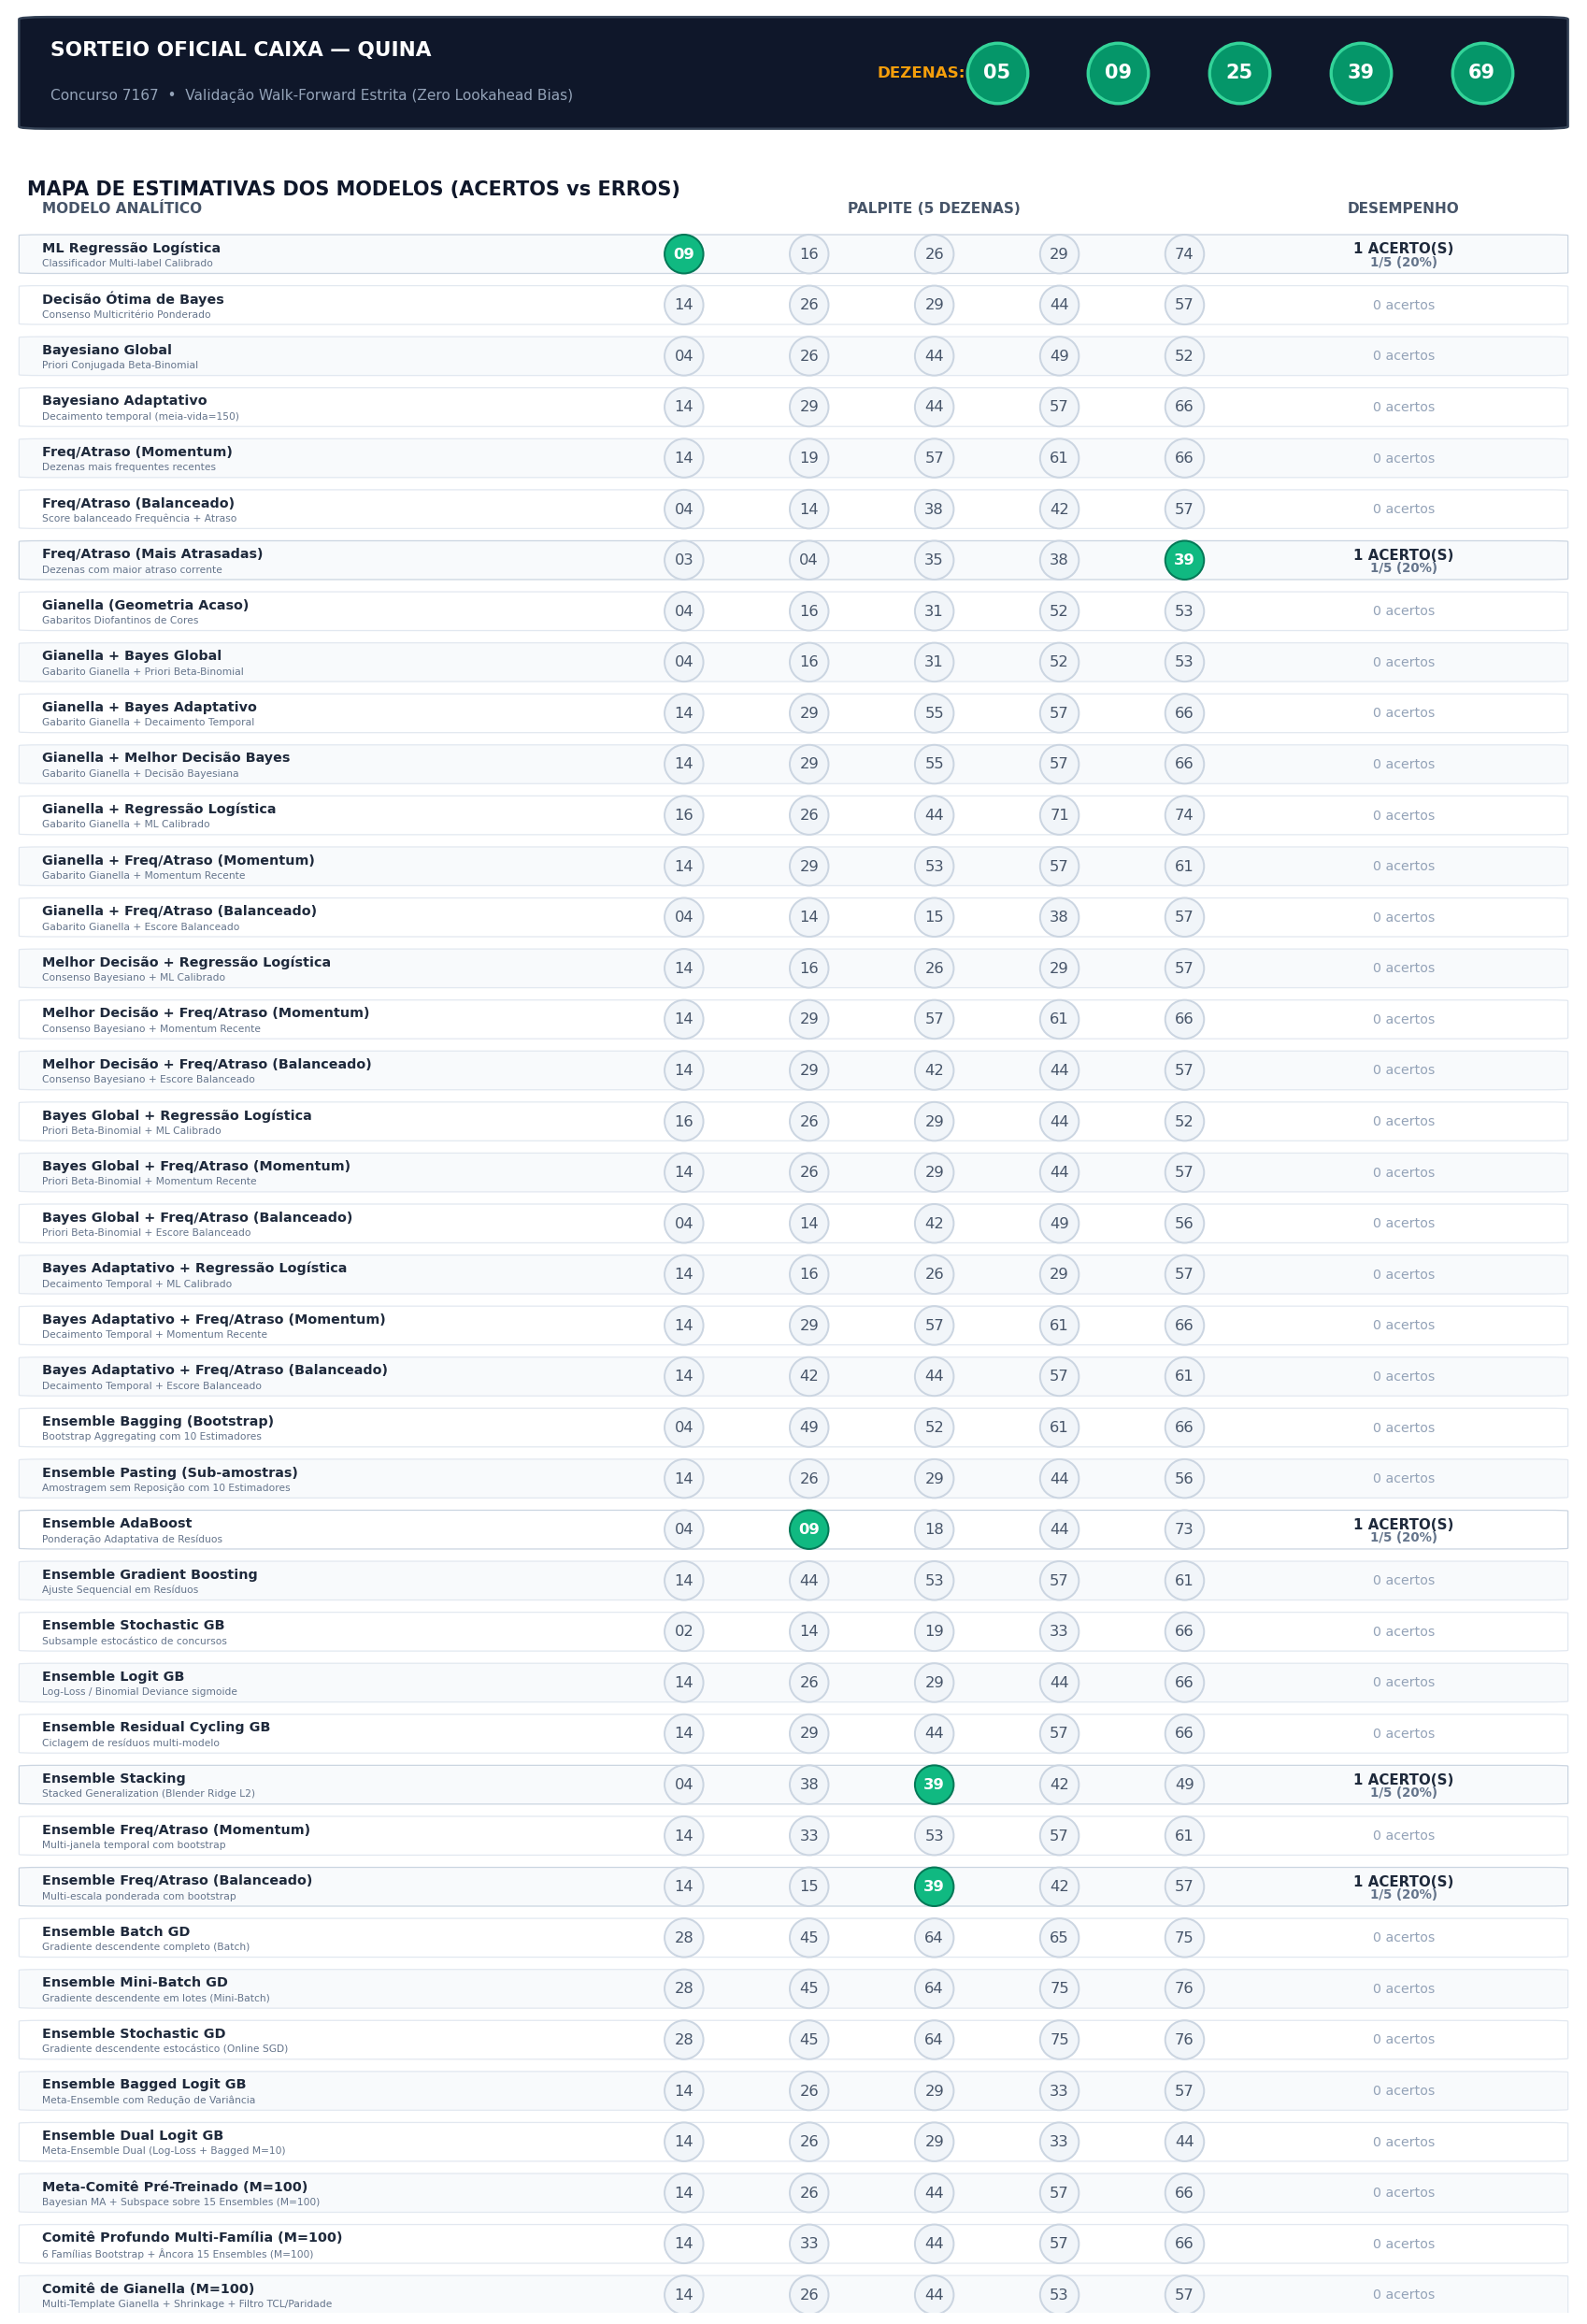 SORTEIO OFICIAL CAIXA — QUINA
Concurso 7167 • Validação Walk-Forward Estrita (Zero Lookahead Bias)
DEZENAS: 05 09 25 39 69
MAPA DE ESTIMATIVAS DOS MODELOS (ACERTOS vs ERROS)
MODELO ANALÍTICO PALPITE (5 DEZENAS) DESEMPENHO
ML Regressão Logística
Classificador Multi-label Calibrado
09 16 26 29 74
1 ACERTO(S)
1/5 (20%)
Decisão Ótima de Bayes
Consenso Multicritério Ponderado
14 26 29 44 57
0 acertos
Bayesiano Global
Priori Conjugada Beta-Binomial
04 26 44 49 52
0 acertos
Bayesiano Adaptativo
Decaimento temporal (meia-vida=150)
14 29 44 57 66
0 acertos
Freq/Atraso (Momentum)
Dezenas mais frequentes recentes
14 19 57 61 66
0 acertos
Freq/Atraso (Balanceado)
Score balanceado Frequência + Atraso
04 14 38 42 57
0 acertos
Freq/Atraso (Mais Atrasadas)
Dezenas com maior atraso corrente
03 04 35 38 39
1 ACERTO(S)
1/5 (20%)
Gianella (Geometria Acaso)
Gabaritos Diofantinos de Cores
04 16 31 52 53
0 acertos
Gianella + Bayes Global
Gabarito Gianella + Priori Beta-Binomial
04 16 31 52 53
0 acertos
Gianella + Bayes Adaptativo
Gabarito Gianella + Decaimento Temporal
14 29 55 57 66
0 acertos
Gianella + Melhor Decisão Bayes
Gabarito Gianella + Decisão Bayesiana
14 29 55 57 66
0 acertos
Gianella + Regressão Logística
Gabarito Gianella + ML Calibrado
16 26 44 71 74
0 acertos
Gianella + Freq/Atraso (Momentum)
Gabarito Gianella + Momentum Recente
14 29 53 57 61
0 acertos
Gianella + Freq/Atraso (Balanceado)
Gabarito Gianella + Escore Balanceado
04 14 15 38 57
0 acertos
Melhor Decisão + Regressão Logística
Consenso Bayesiano + ML Calibrado
14 16 26 29 57
0 acertos
Melhor Decisão + Freq/Atraso (Momentum)
Consenso Bayesiano + Momentum Recente
14 29 57 61 66
0 acertos
Melhor Decisão + Freq/Atraso (Balanceado)
Consenso Bayesiano + Escore Balanceado
14 29 42 44 57
0 acertos
Bayes Global + Regressão Logística
Priori Beta-Binomial + ML Calibrado
16 26 29 44 52
0 acertos
Bayes Global + Freq/Atraso (Momentum)
Priori Beta-Binomial + Momentum Recente
14 26 29 44 57
0 acertos
Bayes Global + Freq/Atraso (Balanceado)
Priori Beta-Binomial + Escore Balanceado
04 14 42 49 56
0 acertos
Bayes Adaptativo + Regressão Logística
Decaimento Temporal + ML Calibrado
14 16 26 29 57
0 acertos
Bayes Adaptativo + Freq/Atraso (Momentum)
Decaimento Temporal + Momentum Recente
14 29 57 61 66
0 acertos
Bayes Adaptativo + Freq/Atraso (Balanceado)
Decaimento Temporal + Escore Balanceado
14 42 44 57 61
0 acertos
Ensemble Bagging (Bootstrap)
Bootstrap Aggregating com 10 Estimadores
04 49 52 61 66
0 acertos
Ensemble Pasting (Sub-amostras)
Amostragem sem Reposição com 10 Estimadores
14 26 29 44 56
0 acertos
Ensemble AdaBoost
Ponderação Adaptativa de Resíduos
04 09 18 44 73
1 ACERTO(S)
1/5 (20%)
Ensemble Gradient Boosting
Ajuste Sequencial em Resíduos
14 44 53 57 61
0 acertos
Ensemble Stochastic GB
Subsample estocástico de concursos
02 14 19 33 66
0 acertos
Ensemble Logit GB
Log-Loss / Binomial Deviance sigmoide
14 26 29 44 66
0 acertos
Ensemble Residual Cycling GB
Ciclagem de resíduos multi-modelo
14 29 44 57 66
0 acertos
Ensemble Stacking
Stacked Generalization (Blender Ridge L2)
04 38 39 42 49
1 ACERTO(S)
1/5 (20%)
Ensemble Freq/Atraso (Momentum)
Multi-janela temporal com bootstrap
14 33 53 57 61
0 acertos
Ensemble Freq/Atraso (Balanceado)
Multi-escala ponderada com bootstrap
14 15 39 42 57
1 ACERTO(S)
1/5 (20%)
Ensemble Batch GD
Gradiente descendente completo (Batch)
28 45 64 65 75
0 acertos
Ensemble Mini-Batch GD
Gradiente descendente em lotes (Mini-Batch)
28 45 64 75 76
0 acertos
Ensemble Stochastic GD
Gradiente descendente estocástico (Online SGD)
28 45 64 75 76
0 acertos
Ensemble Bagged Logit GB
Meta-Ensemble com Redução de Variância
14 26 29 33 57
0 acertos
Ensemble Dual Logit GB
Meta-Ensemble Dual (Log-Loss + Bagged M=10)
14 26 29 33 44
0 acertos
Meta-Comitê Pré-Treinado (M=100)
Bayesian MA + Subspace sobre 15 Ensembles (M=100)
14 26 44 57 66
0 acertos
Comitê Profundo Multi-Família (M=100)
6 Famílias Bootstrap + Âncora 15 Ensembles (M=100)
14 33 44 57 66
0 acertos
Comitê de Gianella (M=100)
Multi-Template Gianella + Shrinkage + Filtro TCL/Paridade
14 26 44 53 57
0 acertos